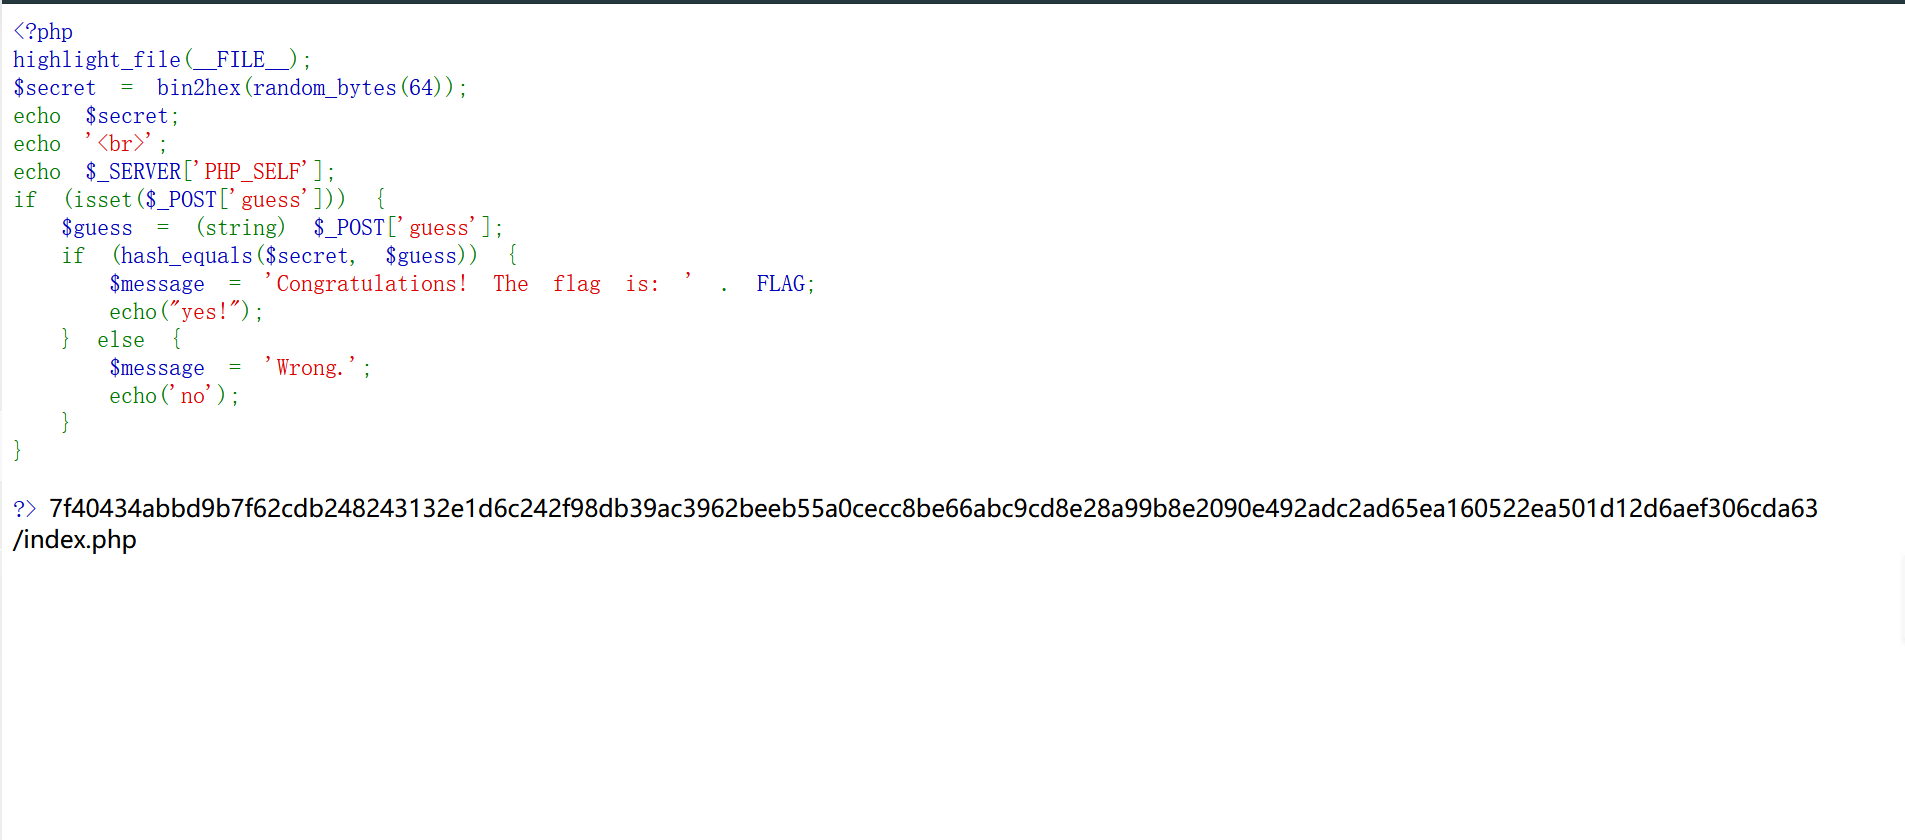 <?php
highlight_file(__FILE__);
$secret = bin2hex(random_bytes(64));
echo $secret;
echo '<br>';
echo $_SERVER['PHP_SELF'];
if (isset($_POST['guess'])) {
    $guess = (string) $_POST['guess'];
    if (hash_equals($secret, $guess)) {
        $message = 'Congratulations! The flag is: ' . FLAG;
        echo("yes!");
    } else {
        $message = 'Wrong.';
        echo('no');
    }
}
?> 7f40434abbd9b7f62cdb248243132e1d6c242f98db39ac3962beeb55a0cecc8be66abc9cd8e28a99b8e2090e492adc2ad65ea160522ea501d12d6aef306cda63
/index.php